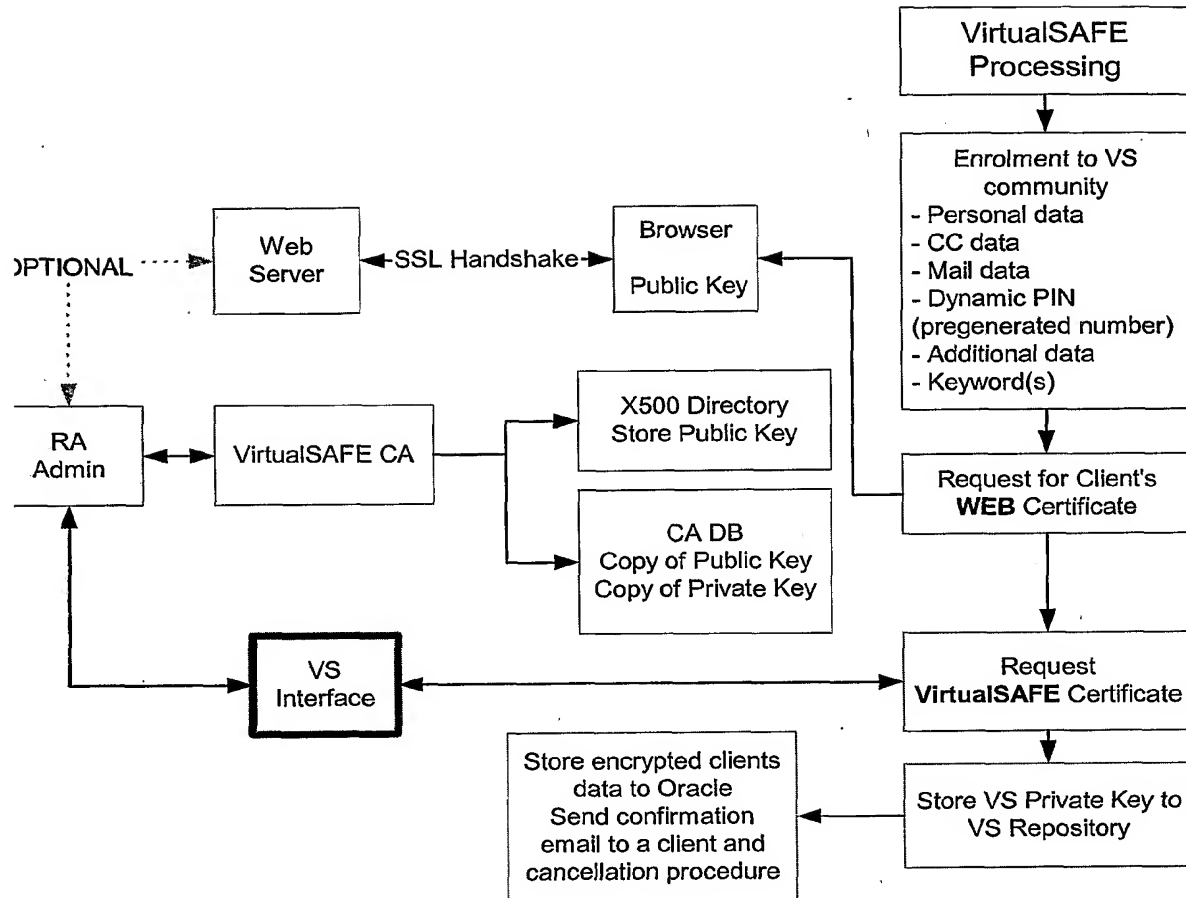 VirtualSAFE
Processing
Enrolment to VS
community
- Personal data
- CC data
- Mail data
- Dynamic PIN
(pregenerated number)
- Additional data
- Keyword(s)
Web
Server
SSL Handshake
Browser
Public Key
OPTIONAL
RA
Admin
VirtualSAFE CA
X500 Directory
Store Public Key
CA DB
Copy of Public Key
Copy of Private Key
Request for Client's
WEB Certificate
VS
Interface
Request
VirtualSAFE Certificate
Store encrypted clients
data to Oracle
Send confirmation
email to a client and
cancellation procedure
Store VS Private Key to
VS Repository